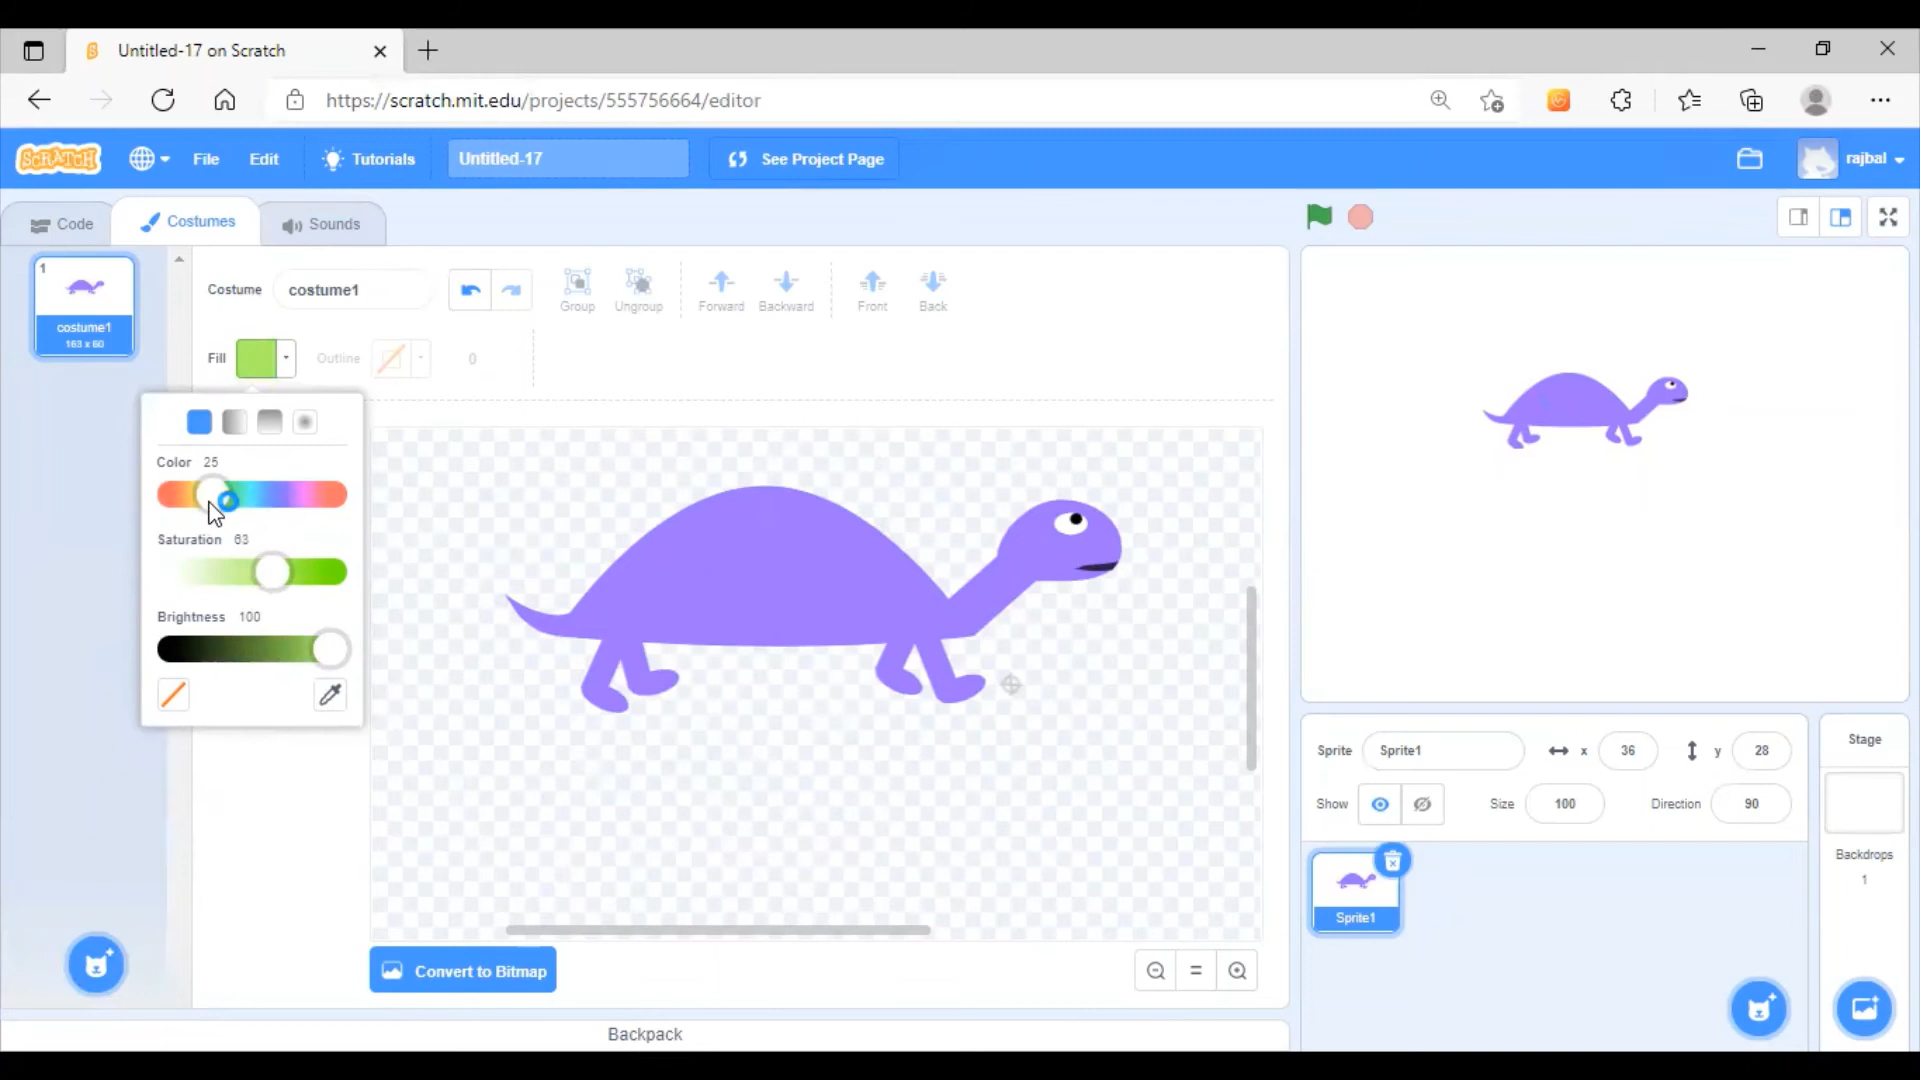 Untitled-17 on Scratch
https://scratch.mit.edu/projects/555756664/editor
SCRATCH
File
Edit
Tutorials
Untitled-17
See Project Page
rajbal
Code
Costumes
Sounds
1
costume1
163 x 60
Costume
costume1
Group
Ungroup
Forward
Backward
Front
Back
Fill
Outline
0
Color 25
Saturation 63
Brightness 100
Convert to Bitmap
Backpack
Sprite
Sprite1
x
36
y
28
Show
Size
100
Direction
90
Sprite1
Stage
Backdrops
1